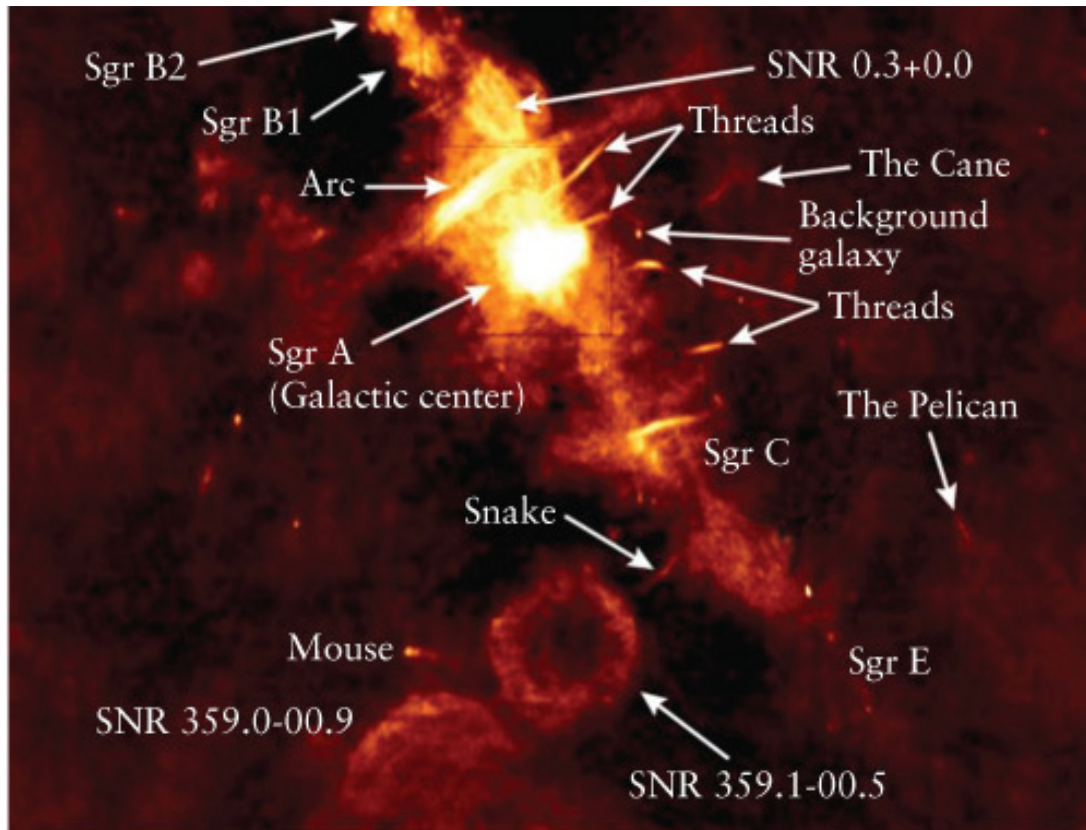 Sgr B2
SNR 0.3+0.0
Sgr B1
Threads
Arc
The Cane
Background
galaxy
Threads
Sgr A
(Galactic center)
The Pelican
Sgr C
Snake
Mouse
Sgr E
SNR 359.0-00.9
SNR 359.1-00.5